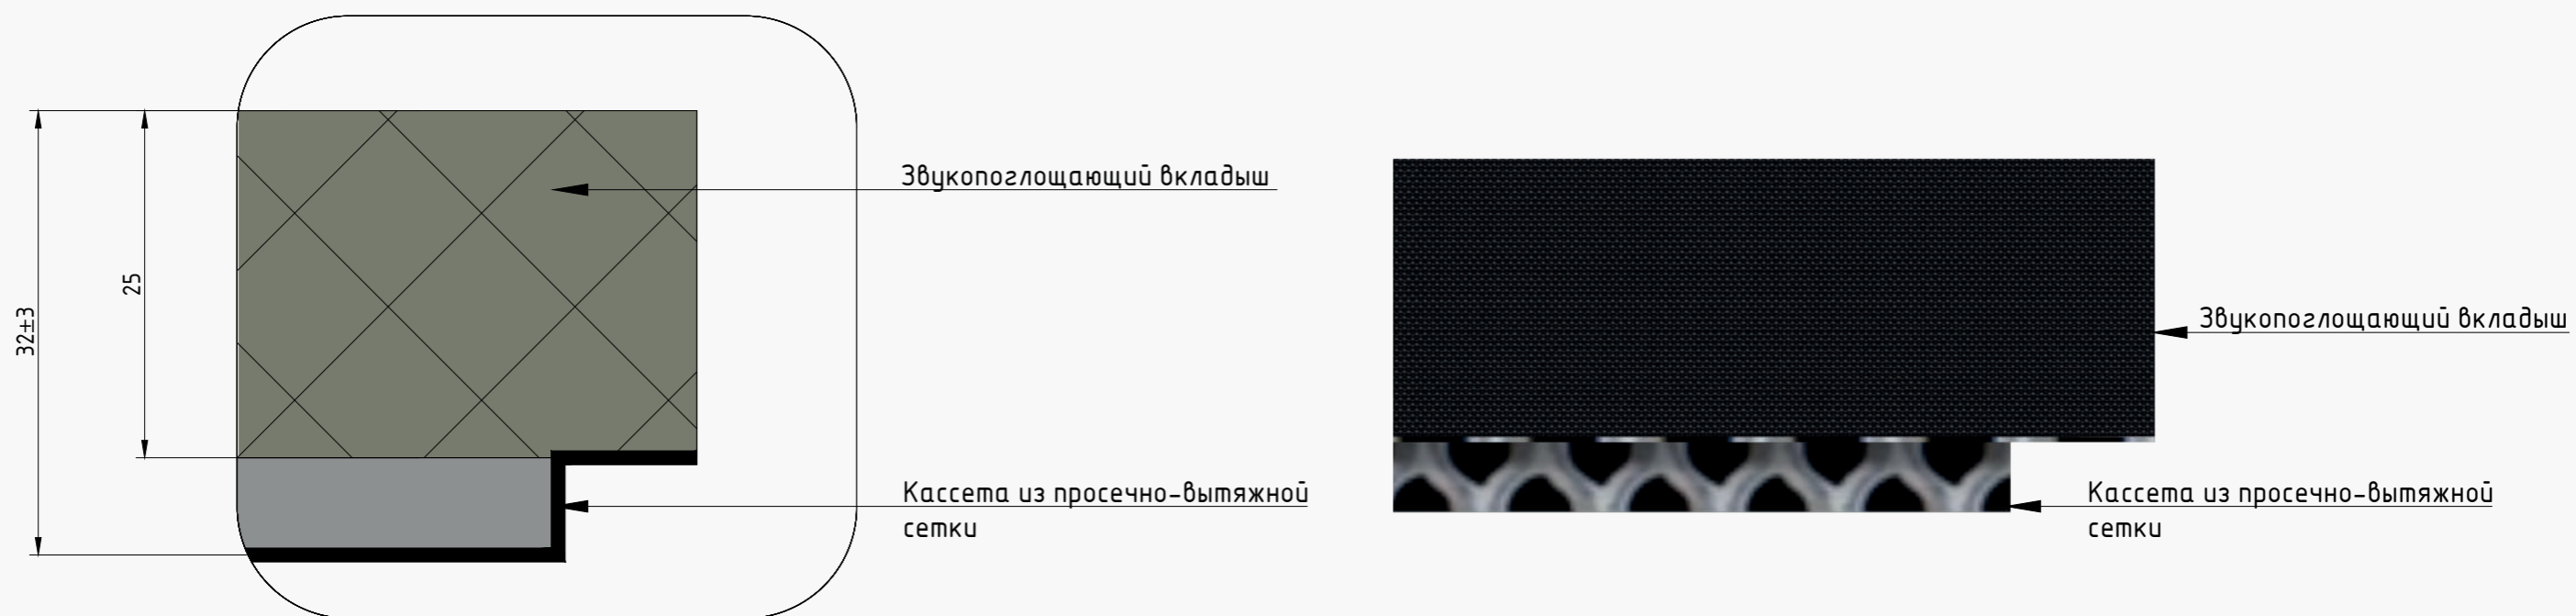 Звукопоглощающий вкладыш
25
32±3
Кассета из просечно-вытяжной
сетки
Звукопоглощающий вкладыш
Кассета из просечно-вытяжной
сетки